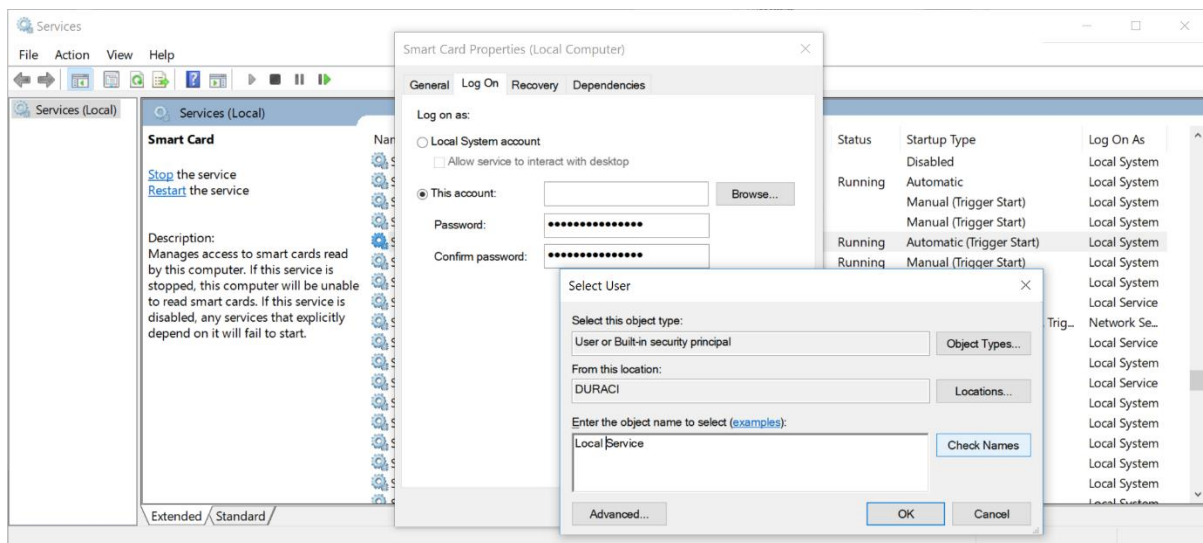 Services
File Action View Help
Services (Local)
Services (Local)
Smart Card
Stop the service
Restart the service
Description:
Manages access to smart cards read
by this computer. If this service is
stopped, this computer will be unable
to read smart cards. If this service is
disabled, any services that explicitly
depend on it will fail to start.
Extended Standard
Smart Card Properties (Local Computer)
General Log On Recovery Dependencies
Log on as:
Local System account
Allow service to interact with desktop
This account:
Browse...
Password:
Confirm password:
Select User
Select this object type:
User or Built-in security principal
Object Types...
From this location:
DURACI
Locations...
Enter the object name to select (examples):
Local Service
Check Names
Advanced...
OK Cancel
Status Startup Type Log On As
Disabled Local System
Running Automatic Local System
Manual (Trigger Start) Local System
Manual (Trigger Start) Local System
Running Automatic (Trigger Start) Local System
Running Manual (Trigger Start) Local System
Local System
Local Service
Trig... Network Se...
Local Service
Local System
Local Service
Local System
Local System
Local System
Local System
Local System
Local System